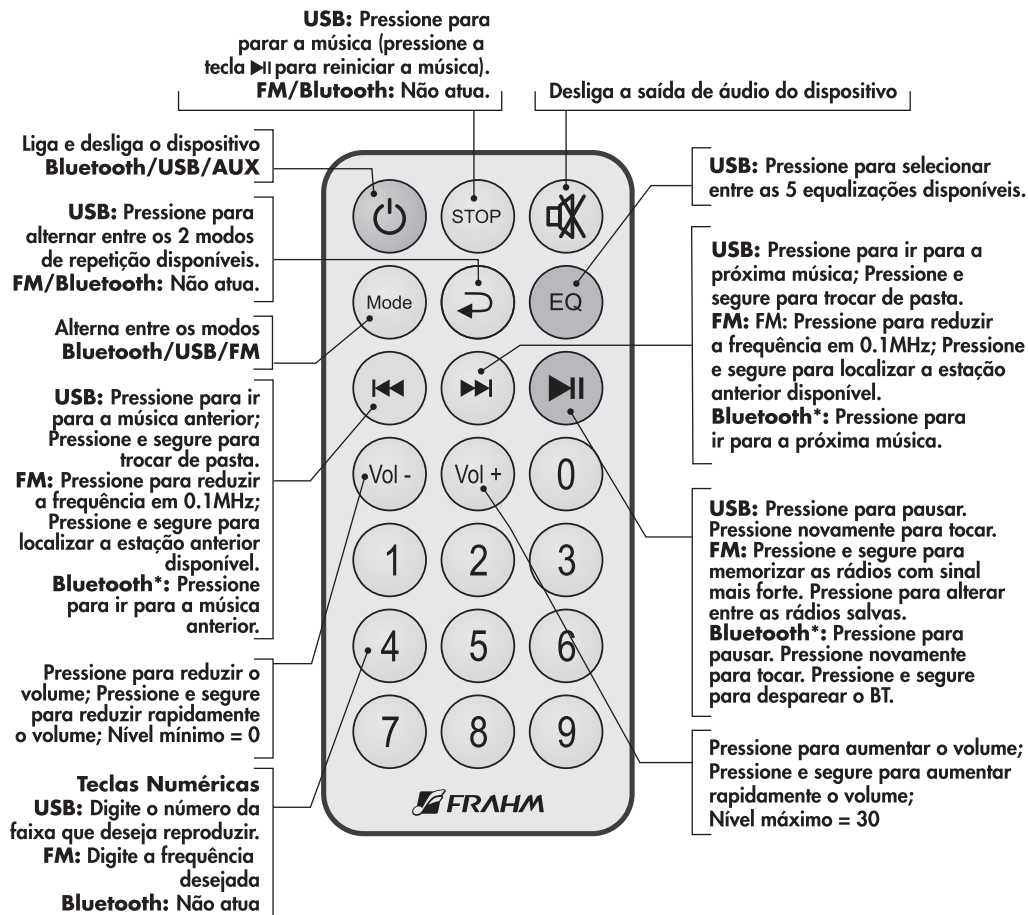 USB: Pressione para
parar a música (pressione a
tecla ▶II para reiniciar a música).
FM/Blutooth: Não atua.
Desliga a saída de áudio do dispositivo
Liga e desliga o dispositivo
Bluetooth/USB/AUX
USB: Pressione para
alternar entre os 2 modos
de repetição disponíveis.
FM/Bluetooth: Não atua.
Alterna entre os modos
Bluetooth/USB/FM
USB: Pressione para ir
para a música anterior;
Pressione e segure para
trocar de pasta.
FM: Pressione para reduzir
a frequência em 0.1MHz;
Pressione e segure para
localizar a estação anterior
disponível.
Bluetooth*: Pressione
para ir para a música
anterior.
Pressione para reduzir o
volume; Pressione e segure
para reduzir rapidamente
o volume; Nível mínimo = 0
Teclas Numéricas
USB: Digite o número da
faixa que deseja reproduzir.
FM: Digite a frequência
desejada
Bluetooth: Não atua
STOP
Mode
EQ
Vol -
Vol +
0
1
2
3
4
5
6
7
8
9
FRAHM
USB: Pressione para selecionar
entre as 5 equalizações disponíveis.
USB: Pressione para ir para a
próxima música; Pressione e
segure para trocar de pasta.
FM: FM: Pressione para reduzir
a frequência em 0.1MHz; Pressione
e segure para localizar a estação
anterior disponível.
Bluetooth*: Pressione para
ir para a próxima música.
USB: Pressione para pausar.
Pressione novamente para tocar.
FM: Pressione e segure para
memorizar as rádios com sinal
mais forte. Pressione para alterar
entre as rádios salvas.
Bluetooth*: Pressione para
pausar. Pressione novamente
para tocar. Pressione e segure
para desparear o BT.
Pressione para aumentar o volume;
Pressione e segure para aumentar
rapidamente o volume;
Nível máximo = 30